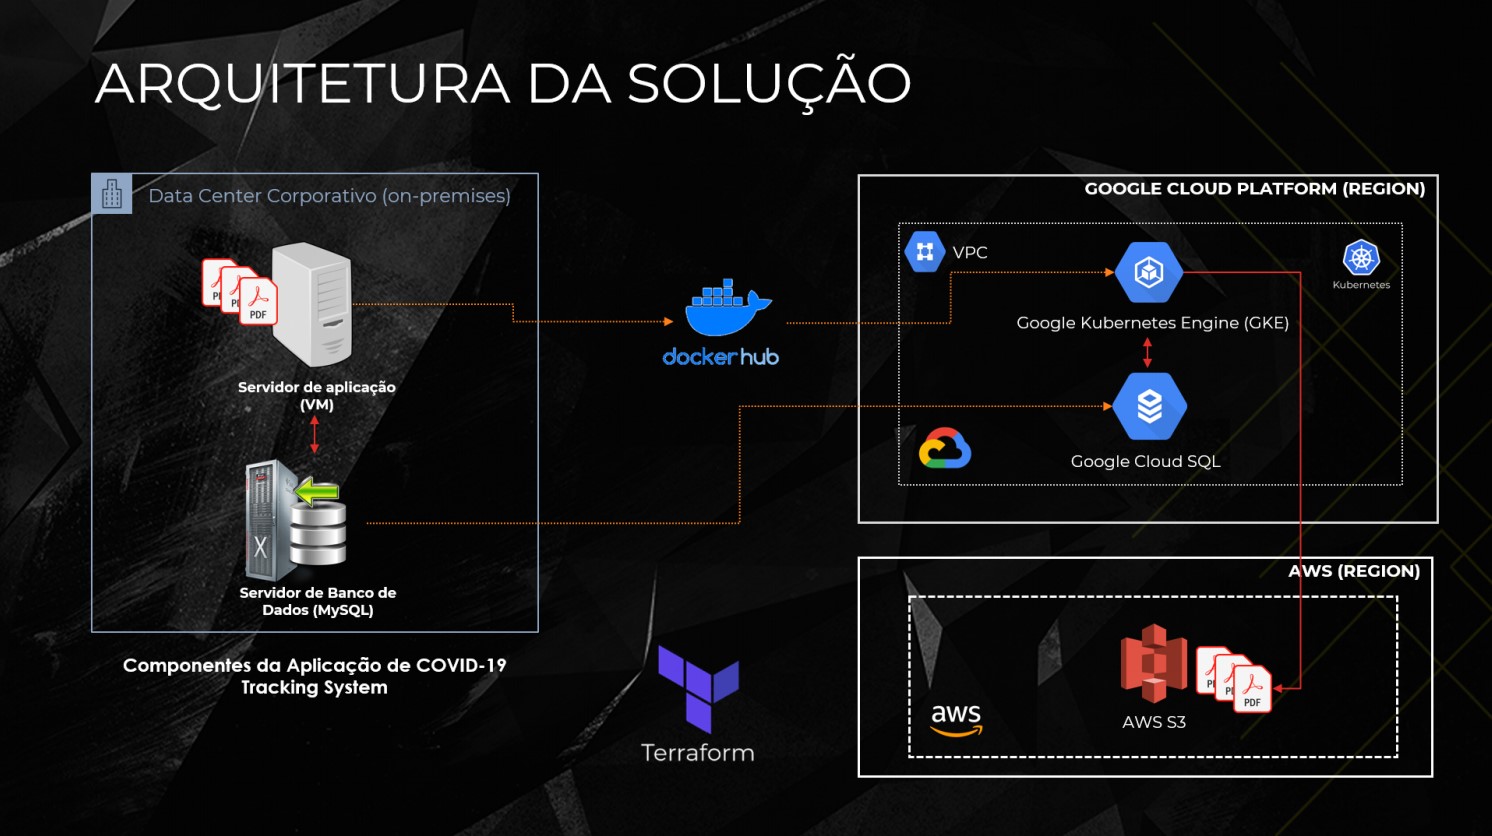 ARQUITETURA DA SOLUÇÃO
Data Center Corporativo (on-premises)
PDF
Servidor de aplicação
(VM)
Servidor de Banco de
Dados (MySQL)
Componentes da Aplicação de COVID-19
Tracking System
docker hub
Terraform
GOOGLE CLOUD PLATFORM (REGION)
VPC
Kubernetes
Google Kubernetes Engine (GKE)
Google Cloud SQL
AWS (REGION)
aws
PDF
AWS S3